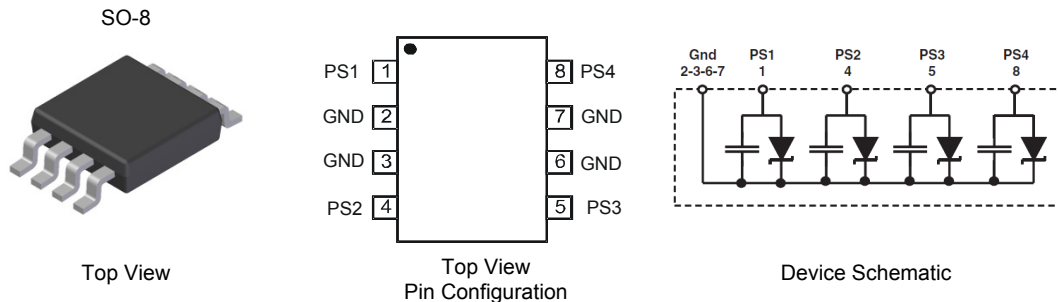 SO-8
Top View
PS1 1
GND 2
GND 3
PS2 4
8 PS4
7 GND
6 GND
5 PS3
Top View
Pin Configuration
Gnd PS1 PS2 PS3 PS4
2-3-6-7 1 4 5 8
Device Schematic